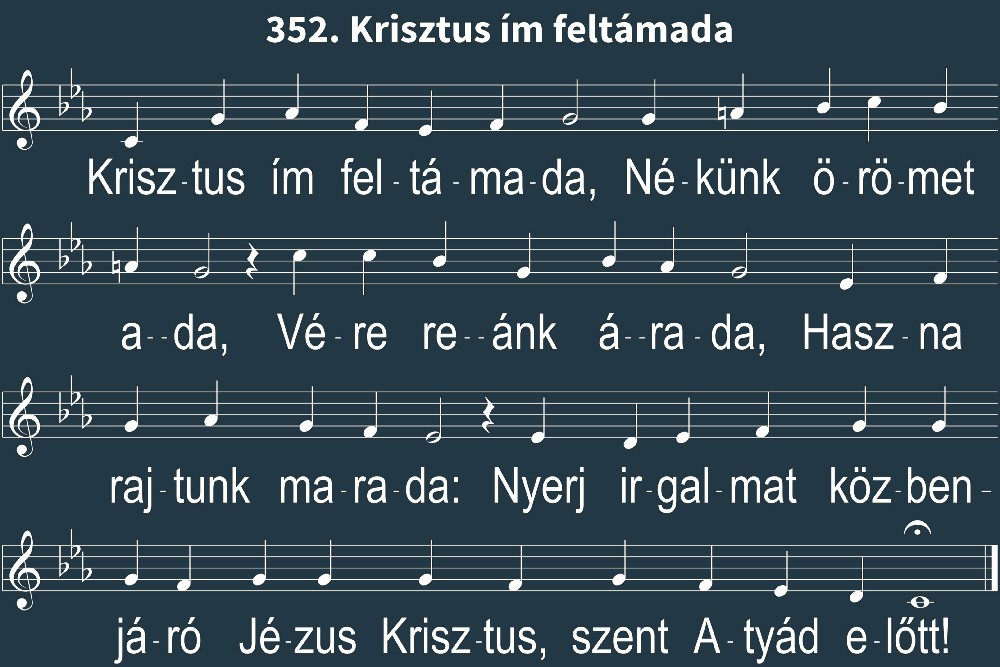 352. Krisztus ím feltámada
Krisz-tus ím fel-tá-ma-da, Né-künk ö-rö-met
a--da, Vé-re re--ánk á--ra-da, Hasz-na
raj-tunk ma-ra-da: Nyerj ir-gal-mat köz-ben-
já-ró Jé-zus Krisz-tus, szent A-tyád e-lőtt!